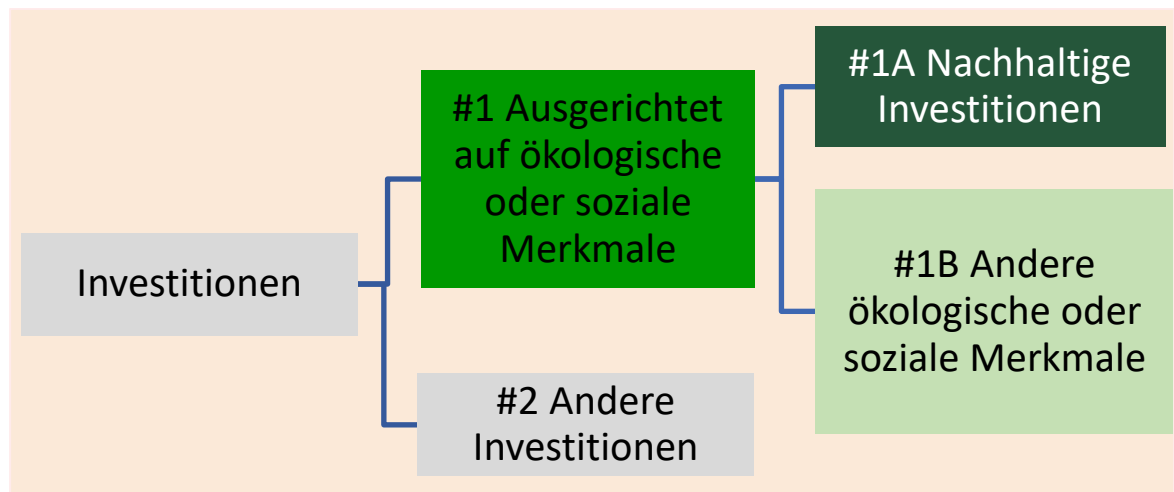 Investitionen
#1 Ausgerichtet
auf ökologische
oder soziale
Merkmale
#2 Andere
Investitionen
#1A Nachhaltige
Investitionen
#1B Andere
ökologische oder
soziale Merkmale